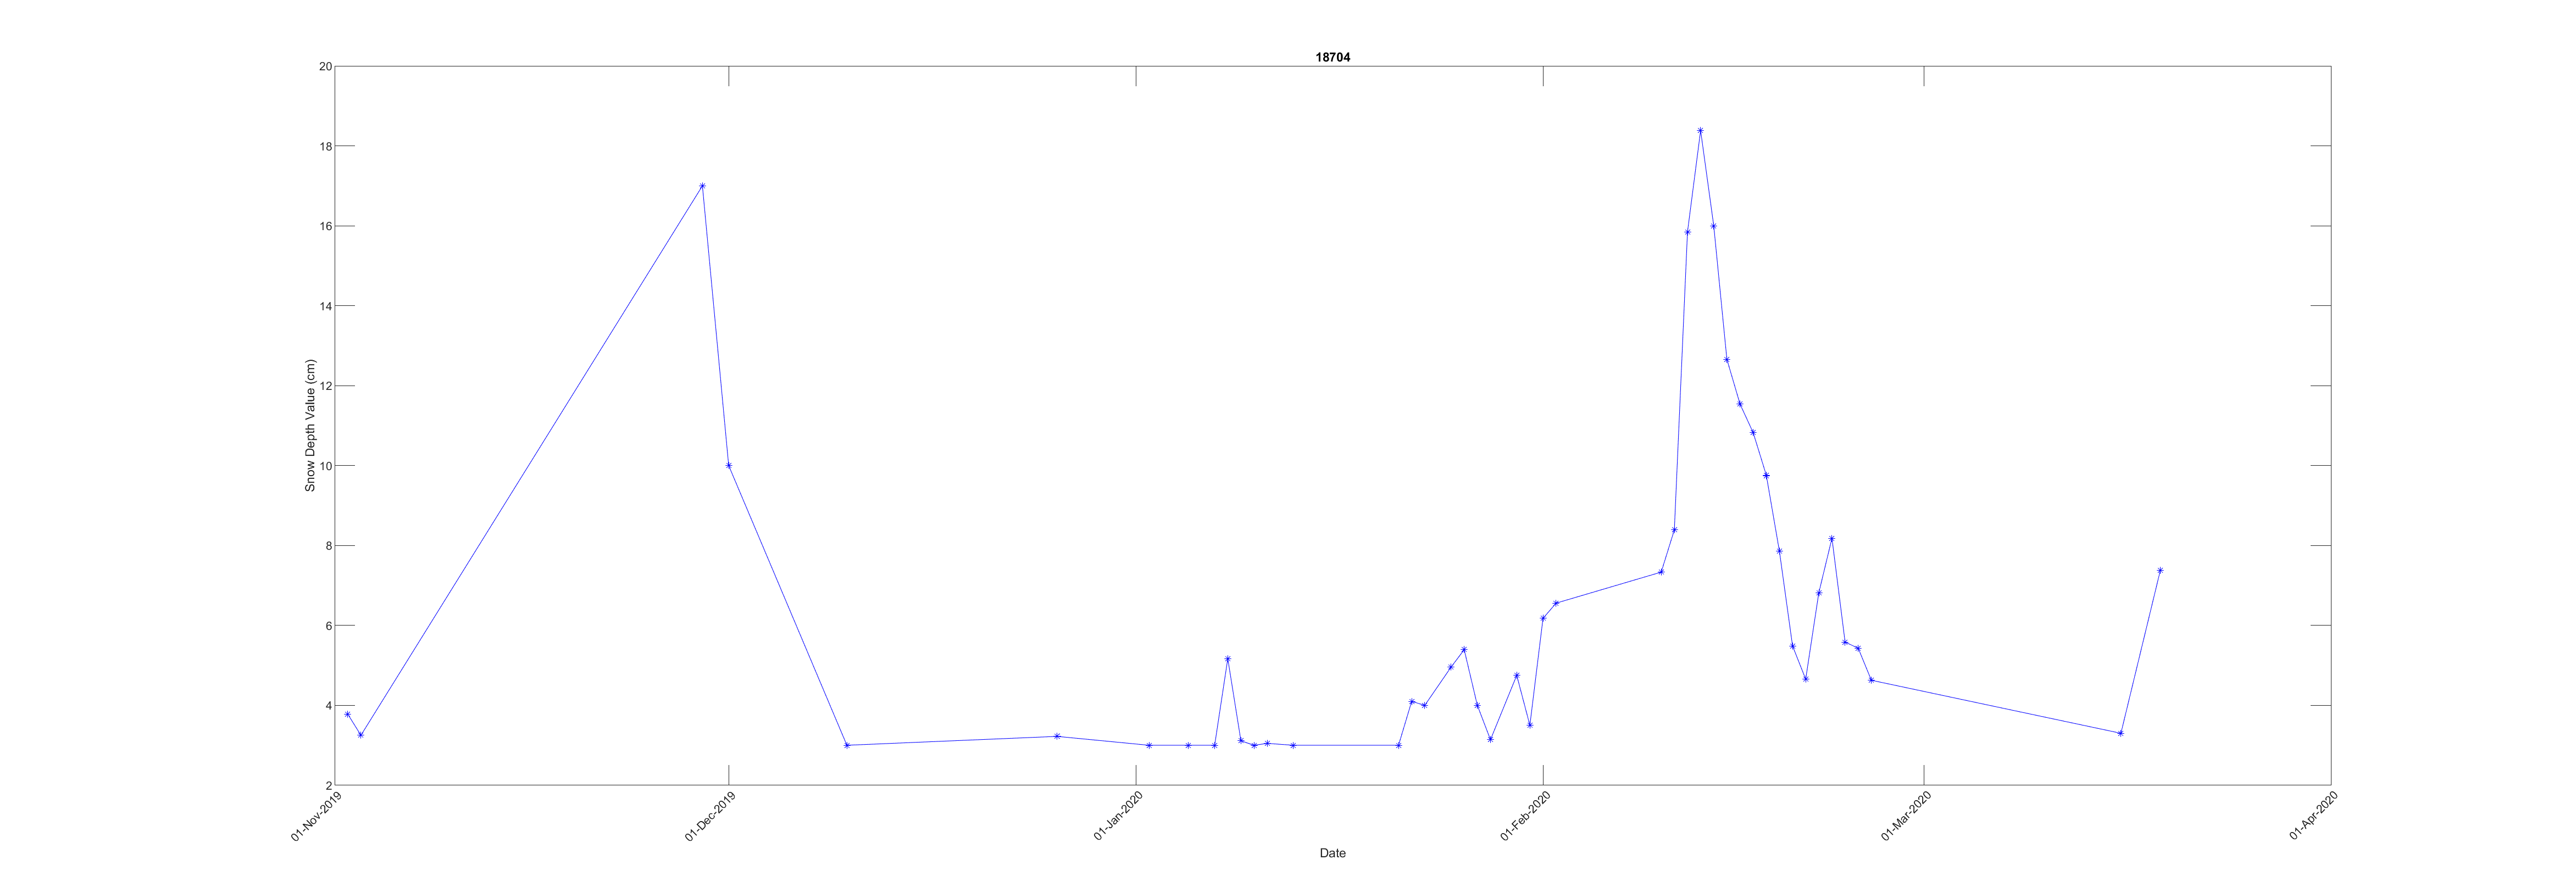 18704
20
18
16
14
12
10
8
6
4
2
Snow Depth Value (cm)
01-Nov-2019
01-Dec-2019
01-Jan-2020
01-Feb-2020
01-Mar-2020
01-Apr-2020
Date